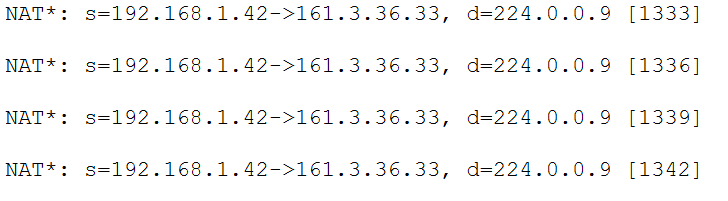 NAT*: s=192.168.1.42->161.3.36.33, d=224.0.0.9 [1333]
NAT*: s=192.168.1.42->161.3.36.33, d=224.0.0.9 [1336]
NAT*: s=192.168.1.42->161.3.36.33, d=224.0.0.9 [1339]
NAT*: s=192.168.1.42->161.3.36.33, d=224.0.0.9 [1342]